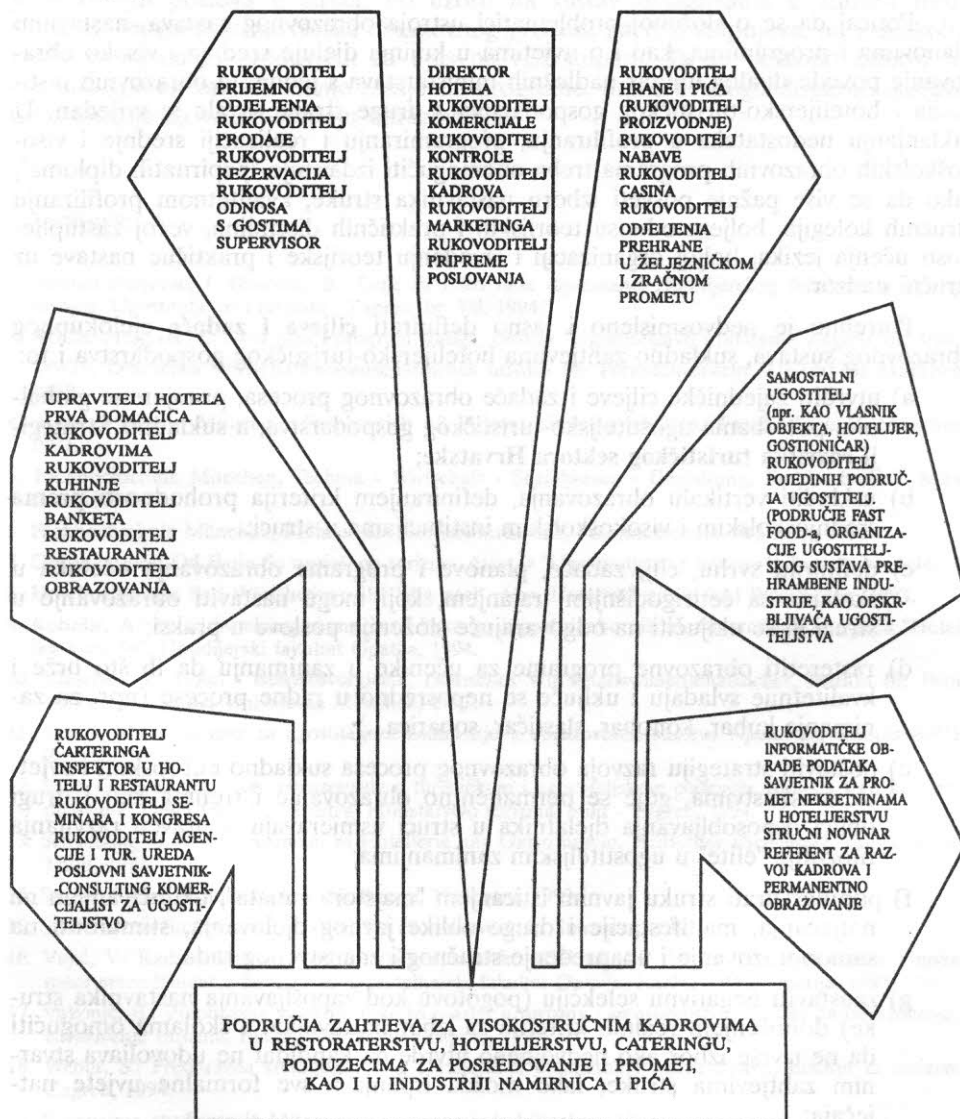 RUKOVODITELJ
PRIJEMNOG
ODJELJENJA
ODJEL
PRODAJE
RUKOVODITELJ
REZERVACIJA
RUKOVODITELJ
ODNOSA
S GOSTIMA
SUPERVISOR
DIREKTOR
HOTELA
RUKOVODITELJ
KOMERCIJALE
RUKOVODITELJ
KONTROLE
RUKOVODITELJ
KADROVA
RUKOVODITELJ
MARKETINGA
RUKOVODITELJ
PRIVREME
POSLOVANJA
RUKOVODITELJ
HRANE I PIĆA
(RUKOVODITELJ
PROIZVODNJE)
RUKOVODITELJ
NABAVE
RUKOVODITELJ
CASINA
RUKOVODITELJ
ODJELJENJA
PREHRANE
U ŽELJEZNIČKOM
I ZRAČNOM
PROMETU
UPRAVITELJ HOTELA
PRVA DOMAĆICA
RUKOVODITELJ
KADROVIMA
RUKOVODITELJ
KUHINJE
RUKOVODITELJ
BANKETA
RUKOVODITELJ
RESTAURANTA
RUKOVODITELJ
OBRAZOVANJA
SAMOSTALNI
UGOSTITELJ
(npr. KAO VLASNIK
OBJEKTA, HOTELIJER,
GOSTIONIČAR)
RUKOVODITELJ
POJEDINIH PODRUČ-
JA UGOSTITELJ.
(PODRUČJE FAST
FOOD-a, ORGANIZA-
CIJE UGOSTITELJ-
SKOG SUSTAVA PRE-
HRAMBENE INDU-
STRIJE, KAO OPSKR-
BLJIVAČA UGOSTI-
TELJSTVA
RUKOVODITELJ
ČARTERINGA
INSPEKTOR U HO-
TELU I RESTAURANTU
RUKOVODITELJ SE-
MINARA I KONGRESA
RUKOVODITELJ AGEN-
CIJE I TUR. UREDA
POSLOVNI SAVJETNIK-
-CONSULTING KOMER-
CIJALIST ZA UGOSTI-
TELJSTVO
RUKOVODITELJ
INFORMATIČKE OB-
RADE PODATAKA
SAVJETNIK ZA PRO-
MET NEKRETNINAMA
U HOTELIJERSTVU
STRUČNI NOVINAR
REFERENT ZA RAZ-
VOJ KADROVA I
PERMANENTNO
OBRAZOVANJE
PODRUČJA ZAHTJEVA ZA VISOKOSTRUČNIM KADROVIMA
U RESTORATERSTVU, HOTELIJERSTVU, CATERINGU,
PODUZEĆIMA ZA POSREDOVANJE I PROMET,
KAO I U INDUSTRIJI NAMIRNICA I PIĆA